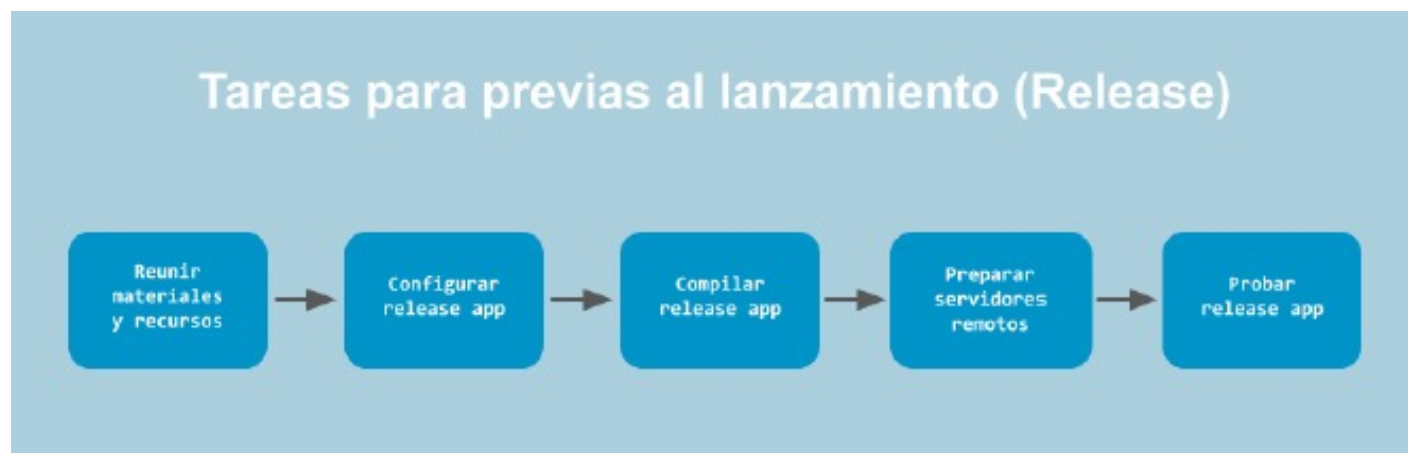 Tareas para previas al lanzamiento (Release)
Reunir
materiales
y recursos
Configurar
release app
Compilar
release app
Preparar
servidores
remotos
Probar
release app